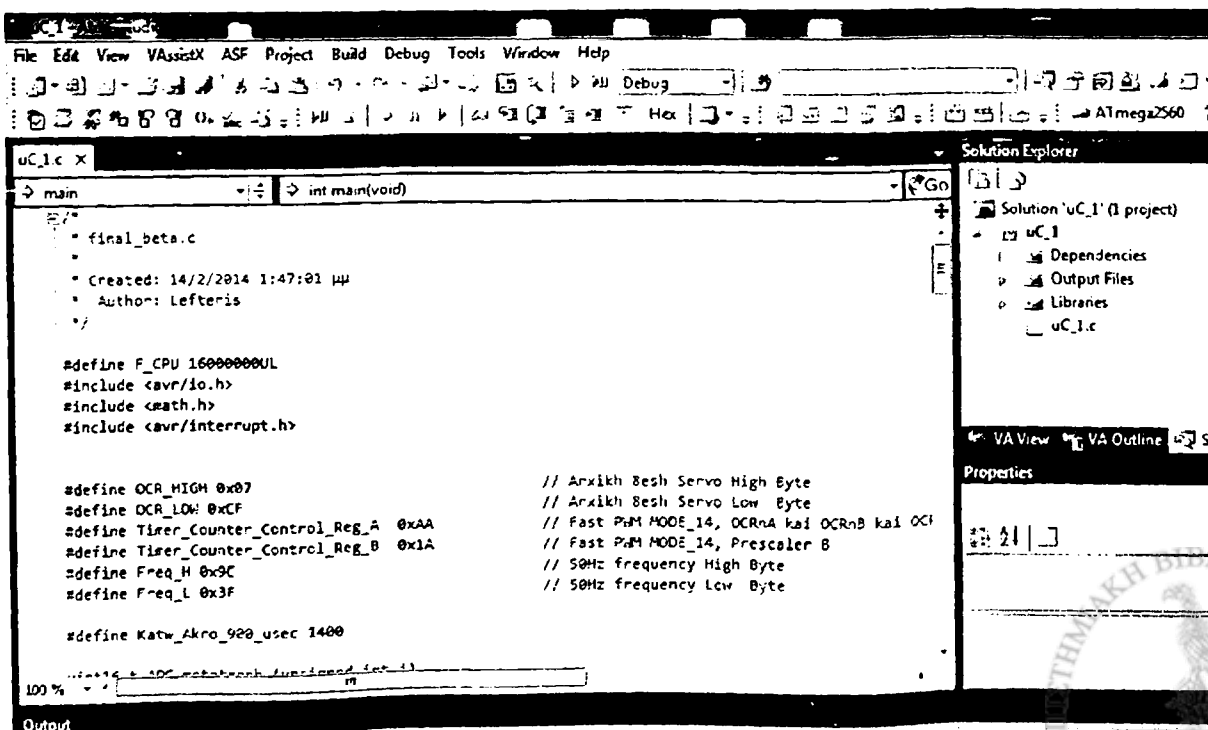 File Edit View VAssistX ASF Project Build Debug Tools Window Help
Debug
Hex
ATmega2560
uC_1.c ×
main
int main(void)
Go
/*
* final_beta.c
*
* Created: 14/2/2014 1:47:01 μμ
* Author: Lefteris
*/
#define F_CPU 16000000UL
#include <avr/io.h>
#include <math.h>
#include <avr/interrupt.h>
#define OCR_HIGH 0x07 // Arxikh 8esh Servo High Byte
#define OCR_LOW 0xCF // Arxikh 8esh Servo Low Byte
#define Timer_Counter_Control_Reg_A 0xAA // Fast PWM MODE_14, OCRnA kai OCRnB kai OCR
#define Timer_Counter_Control_Reg_B 0x1A // Fast PWM MODE_14, Prescaler 8
#define Freq_H 0x9C // 50Hz frequency High Byte
#define Freq_L 0x3F // 50Hz frequency Low Byte
#define Katw_Akro_920_usec 1400
100 %
Output
Solution Explorer
Solution 'uC_1' (1 project)
uC_1
Dependencies
Output Files
Libraries
uC_1.c
VA View VA Outline S
Properties